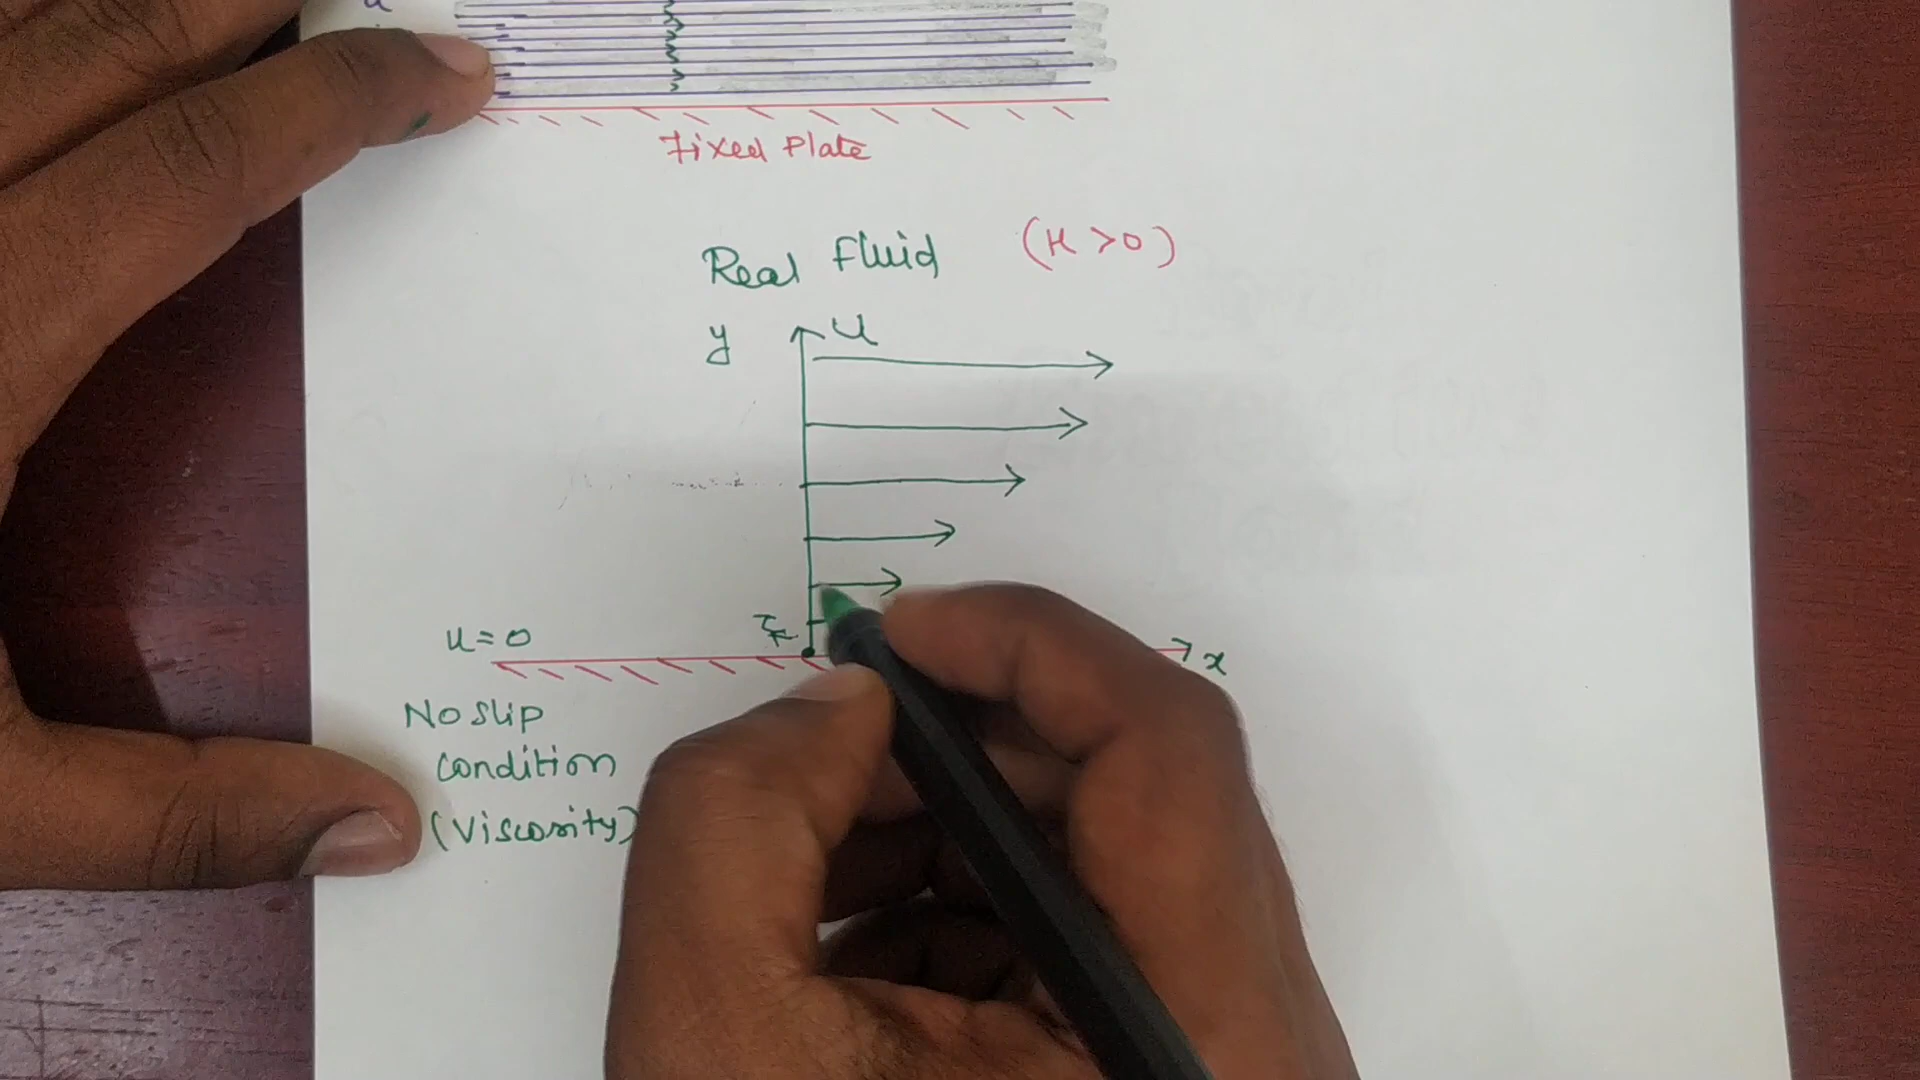 u
Fixed Plate
Real Fluid (μ >0)
y u
τ
u=0
x
No slip
condition
(Viscosity)